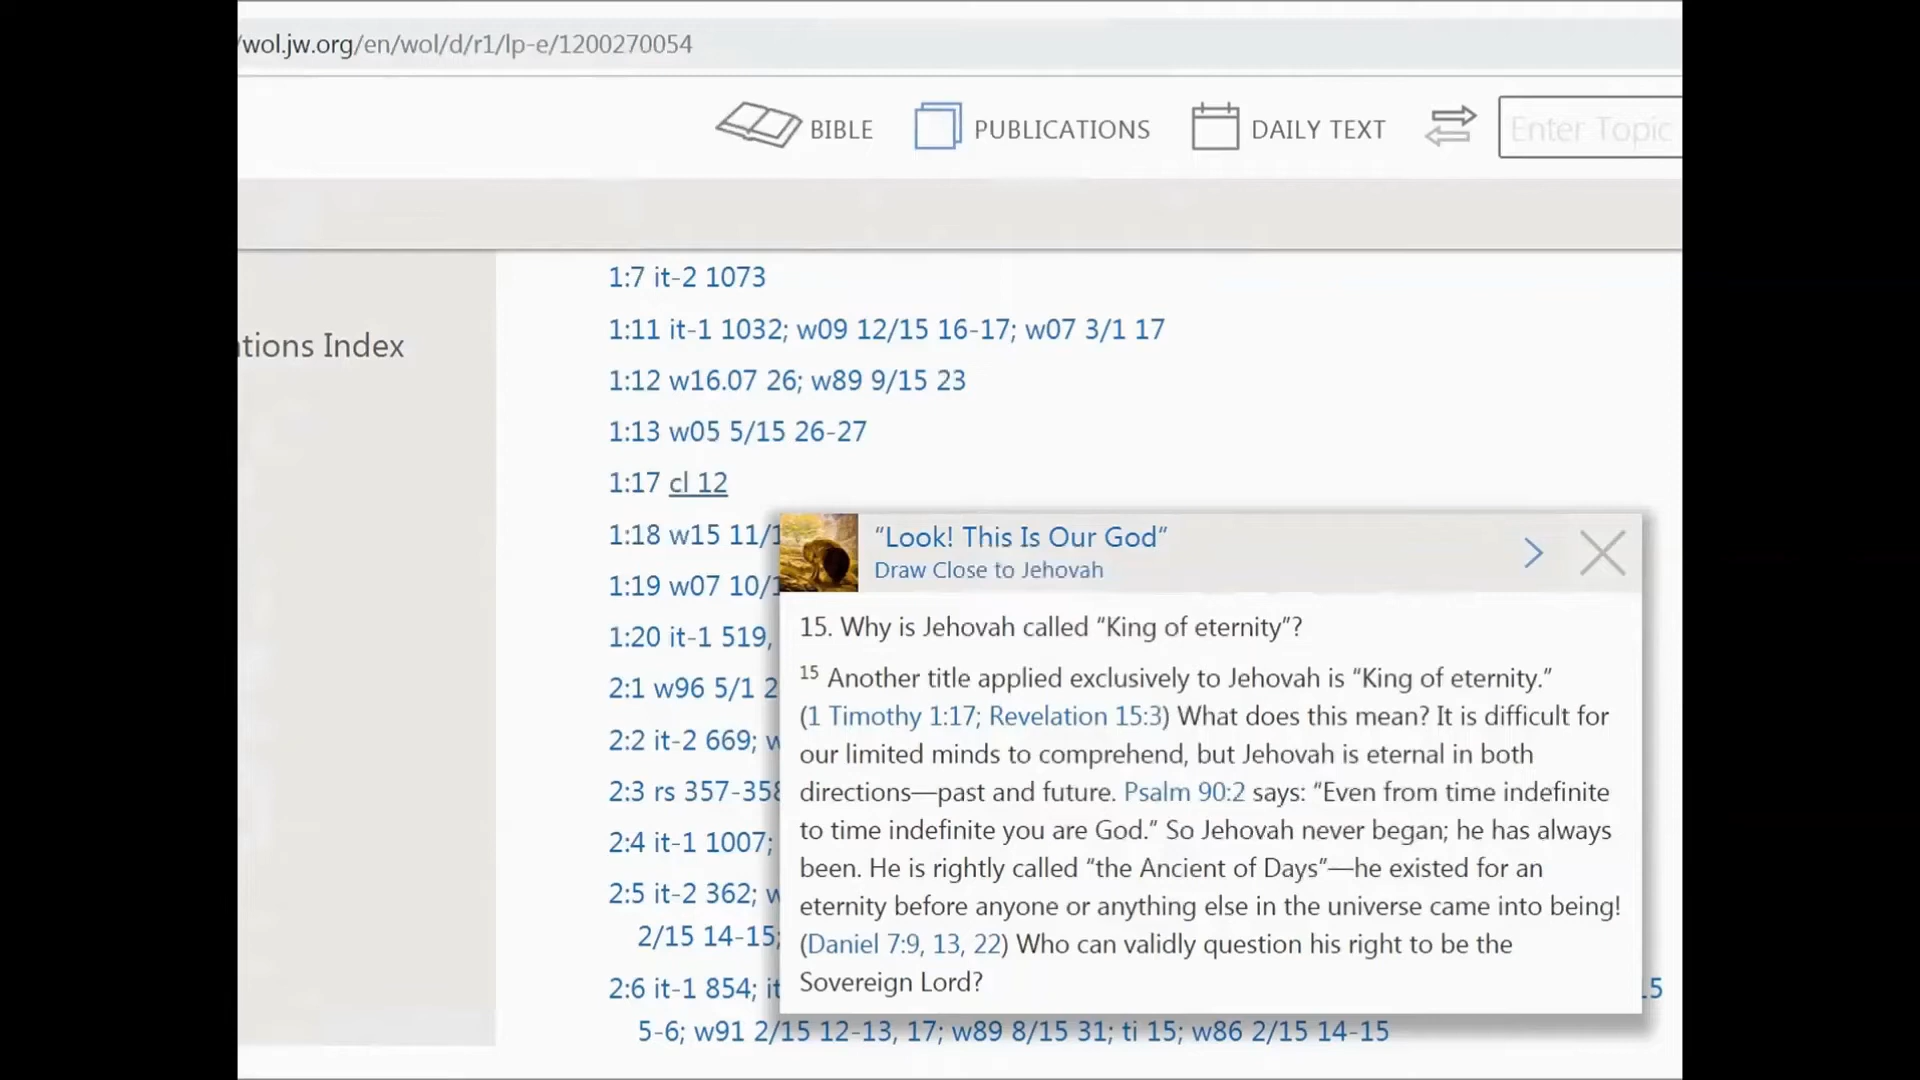 /wol.jw.org/en/wol/d/r1/lp-e/1200270054
BIBLE PUBLICATIONS DAILY TEXT Enter Topic
tions Index
1:7 it-2 1073
1:11 it-1 1032; w09 12/15 16-17; w07 3/1 17
1:12 w16.07 26; w89 9/15 23
1:13 w05 5/15 26-27
1:17 cl 12
1:18 w15 11/1
1:19 w07 10/1
1:20 it-1 519,
2:1 w96 5/1 2
2:2 it-2 669; w
2:3 rs 357-358
2:4 it-1 1007;
2:5 it-2 362; w
2/15 14-15;
2:6 it-1 854; it
15
5-6; w91 2/15 12-13, 17; w89 8/15 31; ti 15; w86 2/15 14-15
“Look! This Is Our God”
Draw Close to Jehovah
15. Why is Jehovah called “King of eternity”?
15 Another title applied exclusively to Jehovah is “King of eternity.”
(1 Timothy 1:17; Revelation 15:3) What does this mean? It is difficult for
our limited minds to comprehend, but Jehovah is eternal in both
directions—past and future. Psalm 90:2 says: “Even from time indefinite
to time indefinite you are God.” So Jehovah never began; he has always
been. He is rightly called “the Ancient of Days”—he existed for an
eternity before anyone or anything else in the universe came into being!
(Daniel 7:9, 13, 22) Who can validly question his right to be the
Sovereign Lord?